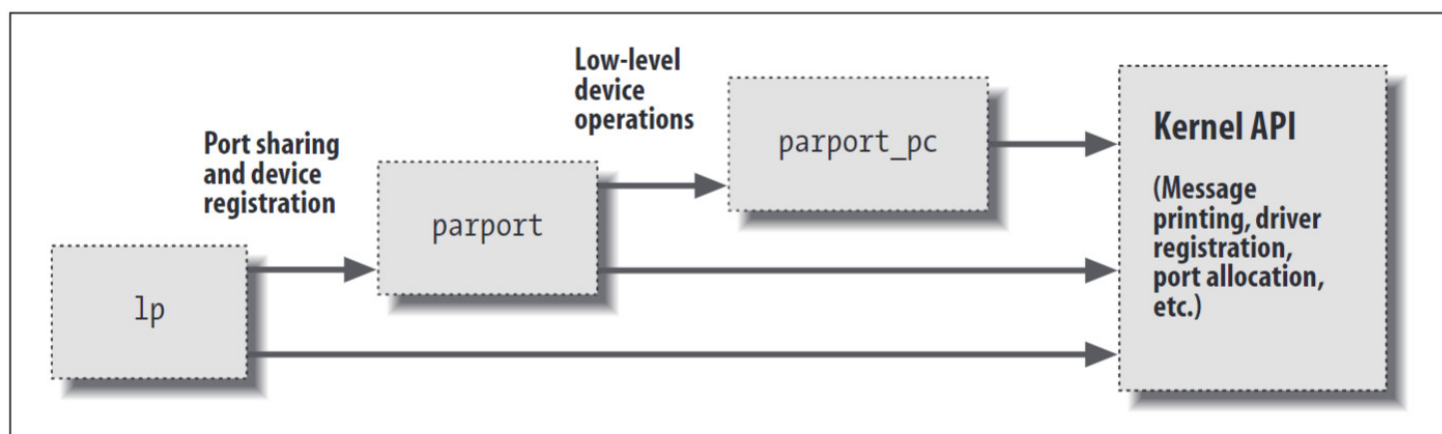 Low-level
device
operations
Port sharing
and device
registration
lp
parport
parport_pc
Kernel API
(Message
printing, driver
registration,
port allocation,
etc.)